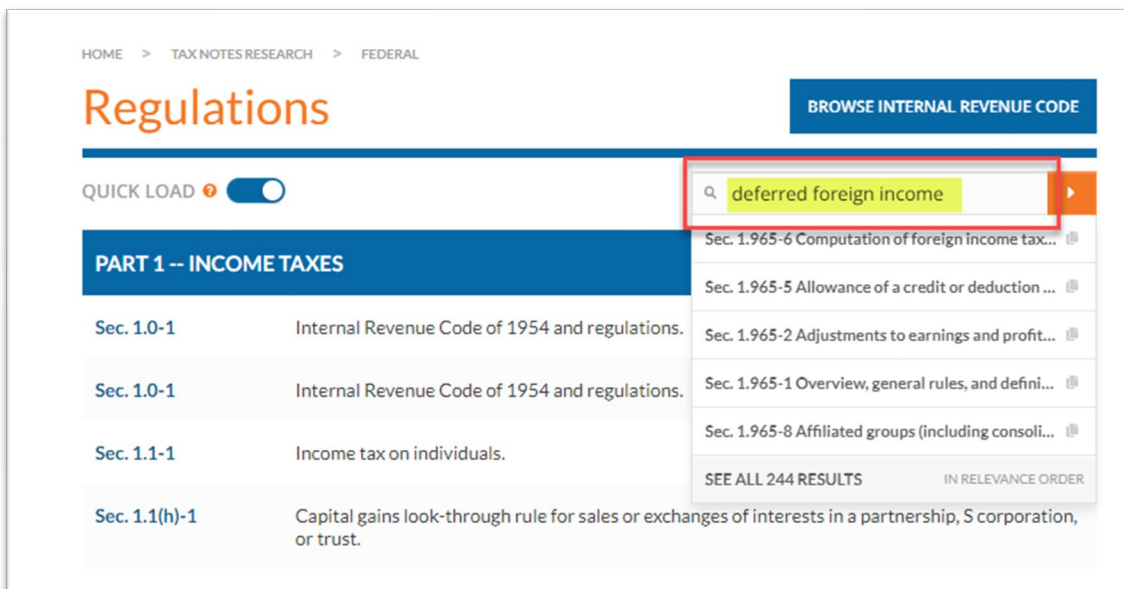 HOME > TAX NOTES RESEARCH > FEDERAL
Regulations
BROWSE INTERNAL REVENUE CODE
QUICK LOAD ?
deferred foreign income
Sec. 1.965-6 Computation of foreign income tax...
Sec. 1.965-5 Allowance of a credit or deduction ...
Sec. 1.965-2 Adjustments to earnings and profit...
Sec. 1.965-1 Overview, general rules, and defini...
Sec. 1.965-8 Affiliated groups (including consoli...
SEE ALL 244 RESULTS IN RELEVANCE ORDER
PART 1 -- INCOME TAXES
Sec. 1.0-1 Internal Revenue Code of 1954 and regulations.
Sec. 1.0-1 Internal Revenue Code of 1954 and regulations.
Sec. 1.1-1 Income tax on individuals.
Sec. 1.1(h)-1 Capital gains look-through rule for sales or exchanges of interests in a partnership, S corporation,
or trust.